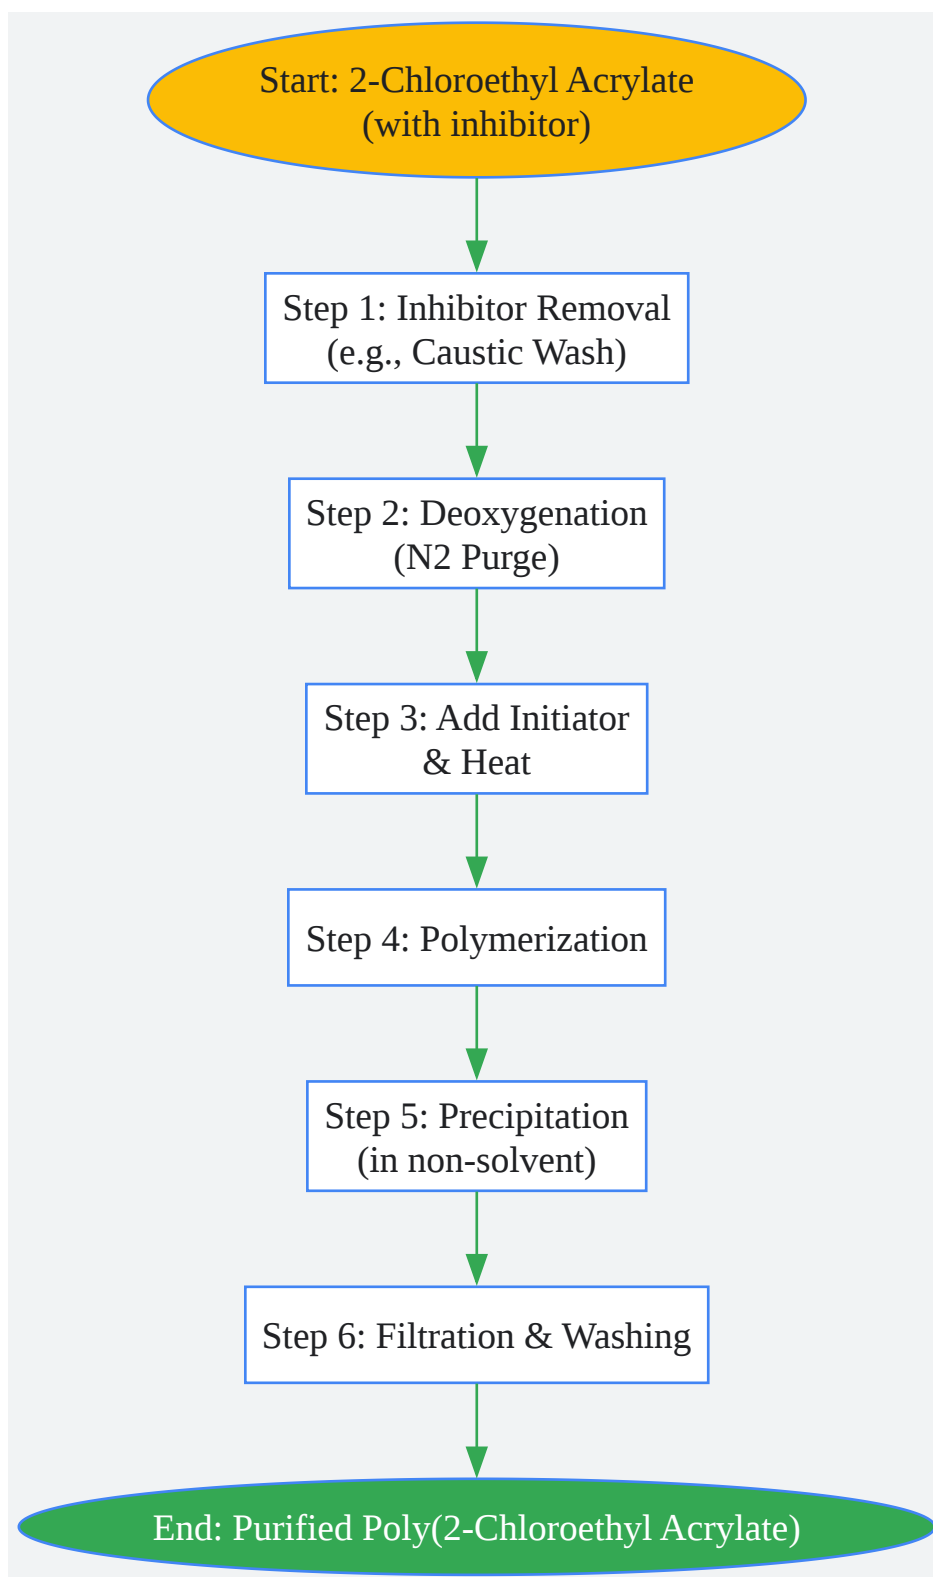 Start: 2-Chloroethyl Acrylate
(with inhibitor)
Step 1: Inhibitor Removal
(e.g., Caustic Wash)
Step 2: Deoxygenation
(N2 Purge)
Step 3: Add Initiator
& Heat
Step 4: Polymerization
Step 5: Precipitation
(in non-solvent)
Step 6: Filtration & Washing
End: Purified Poly(2-Chloroethyl Acrylate)